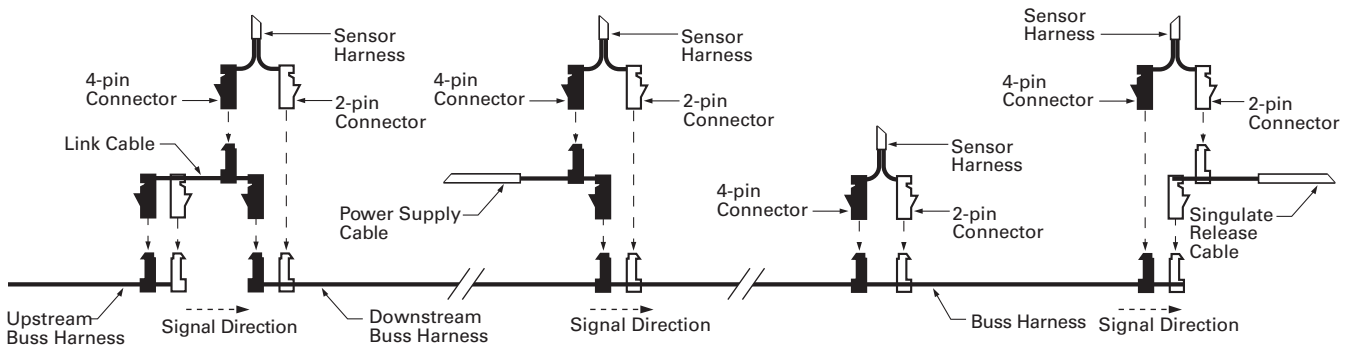 Sensor
Harness
4-pin
Connector
2-pin
Connector
Link Cable
Upstream
Buss Harness
Signal Direction
Downstream
Buss Harness
Sensor
Harness
4-pin
Connector
2-pin
Connector
Power Supply
Cable
Signal Direction
Sensor
Harness
4-pin
Connector
2-pin
Connector
Buss Harness
Sensor
Harness
4-pin
Connector
2-pin
Connector
Singulate
Release
Cable
Signal Direction